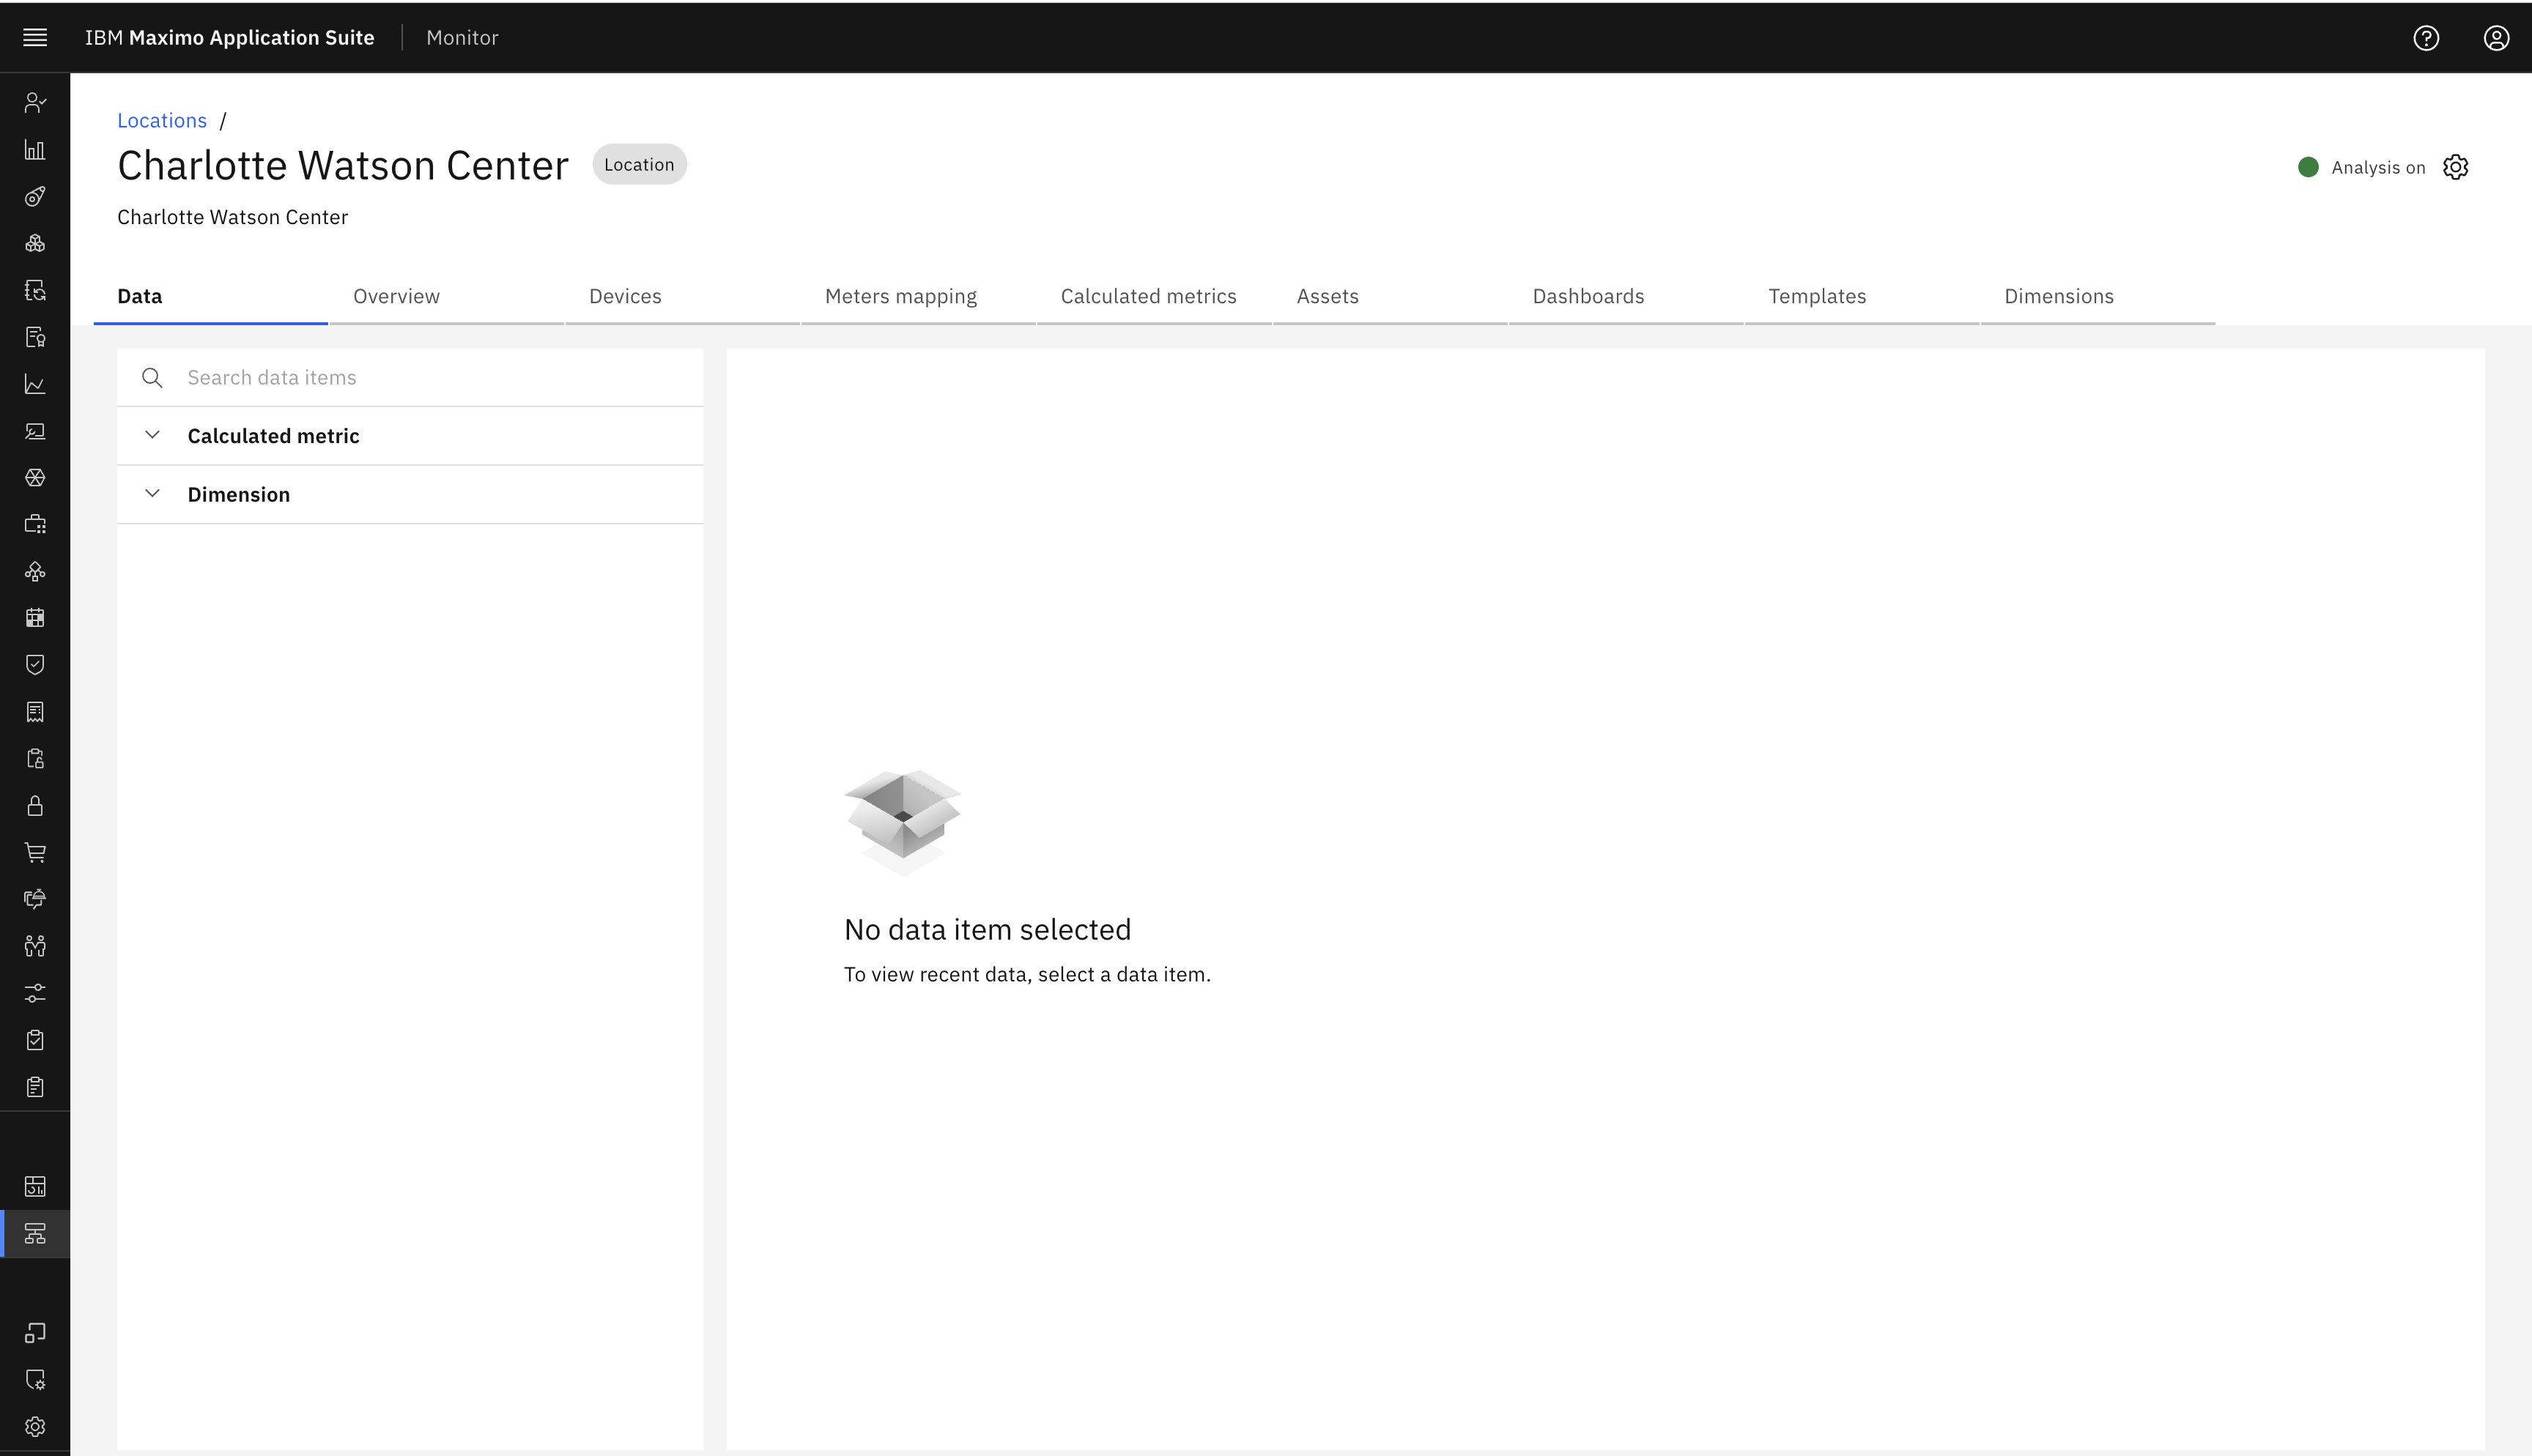 IBM Maximo Application Suite Monitor
Locations /
Charlotte Watson Center Location
Analysis on
Charlotte Watson Center
Data Overview Devices Meters mapping Calculated metrics Assets Dashboards Templates Dimensions
Search data items
Calculated metric
Dimension
No data item selected
To view recent data, select a data item.